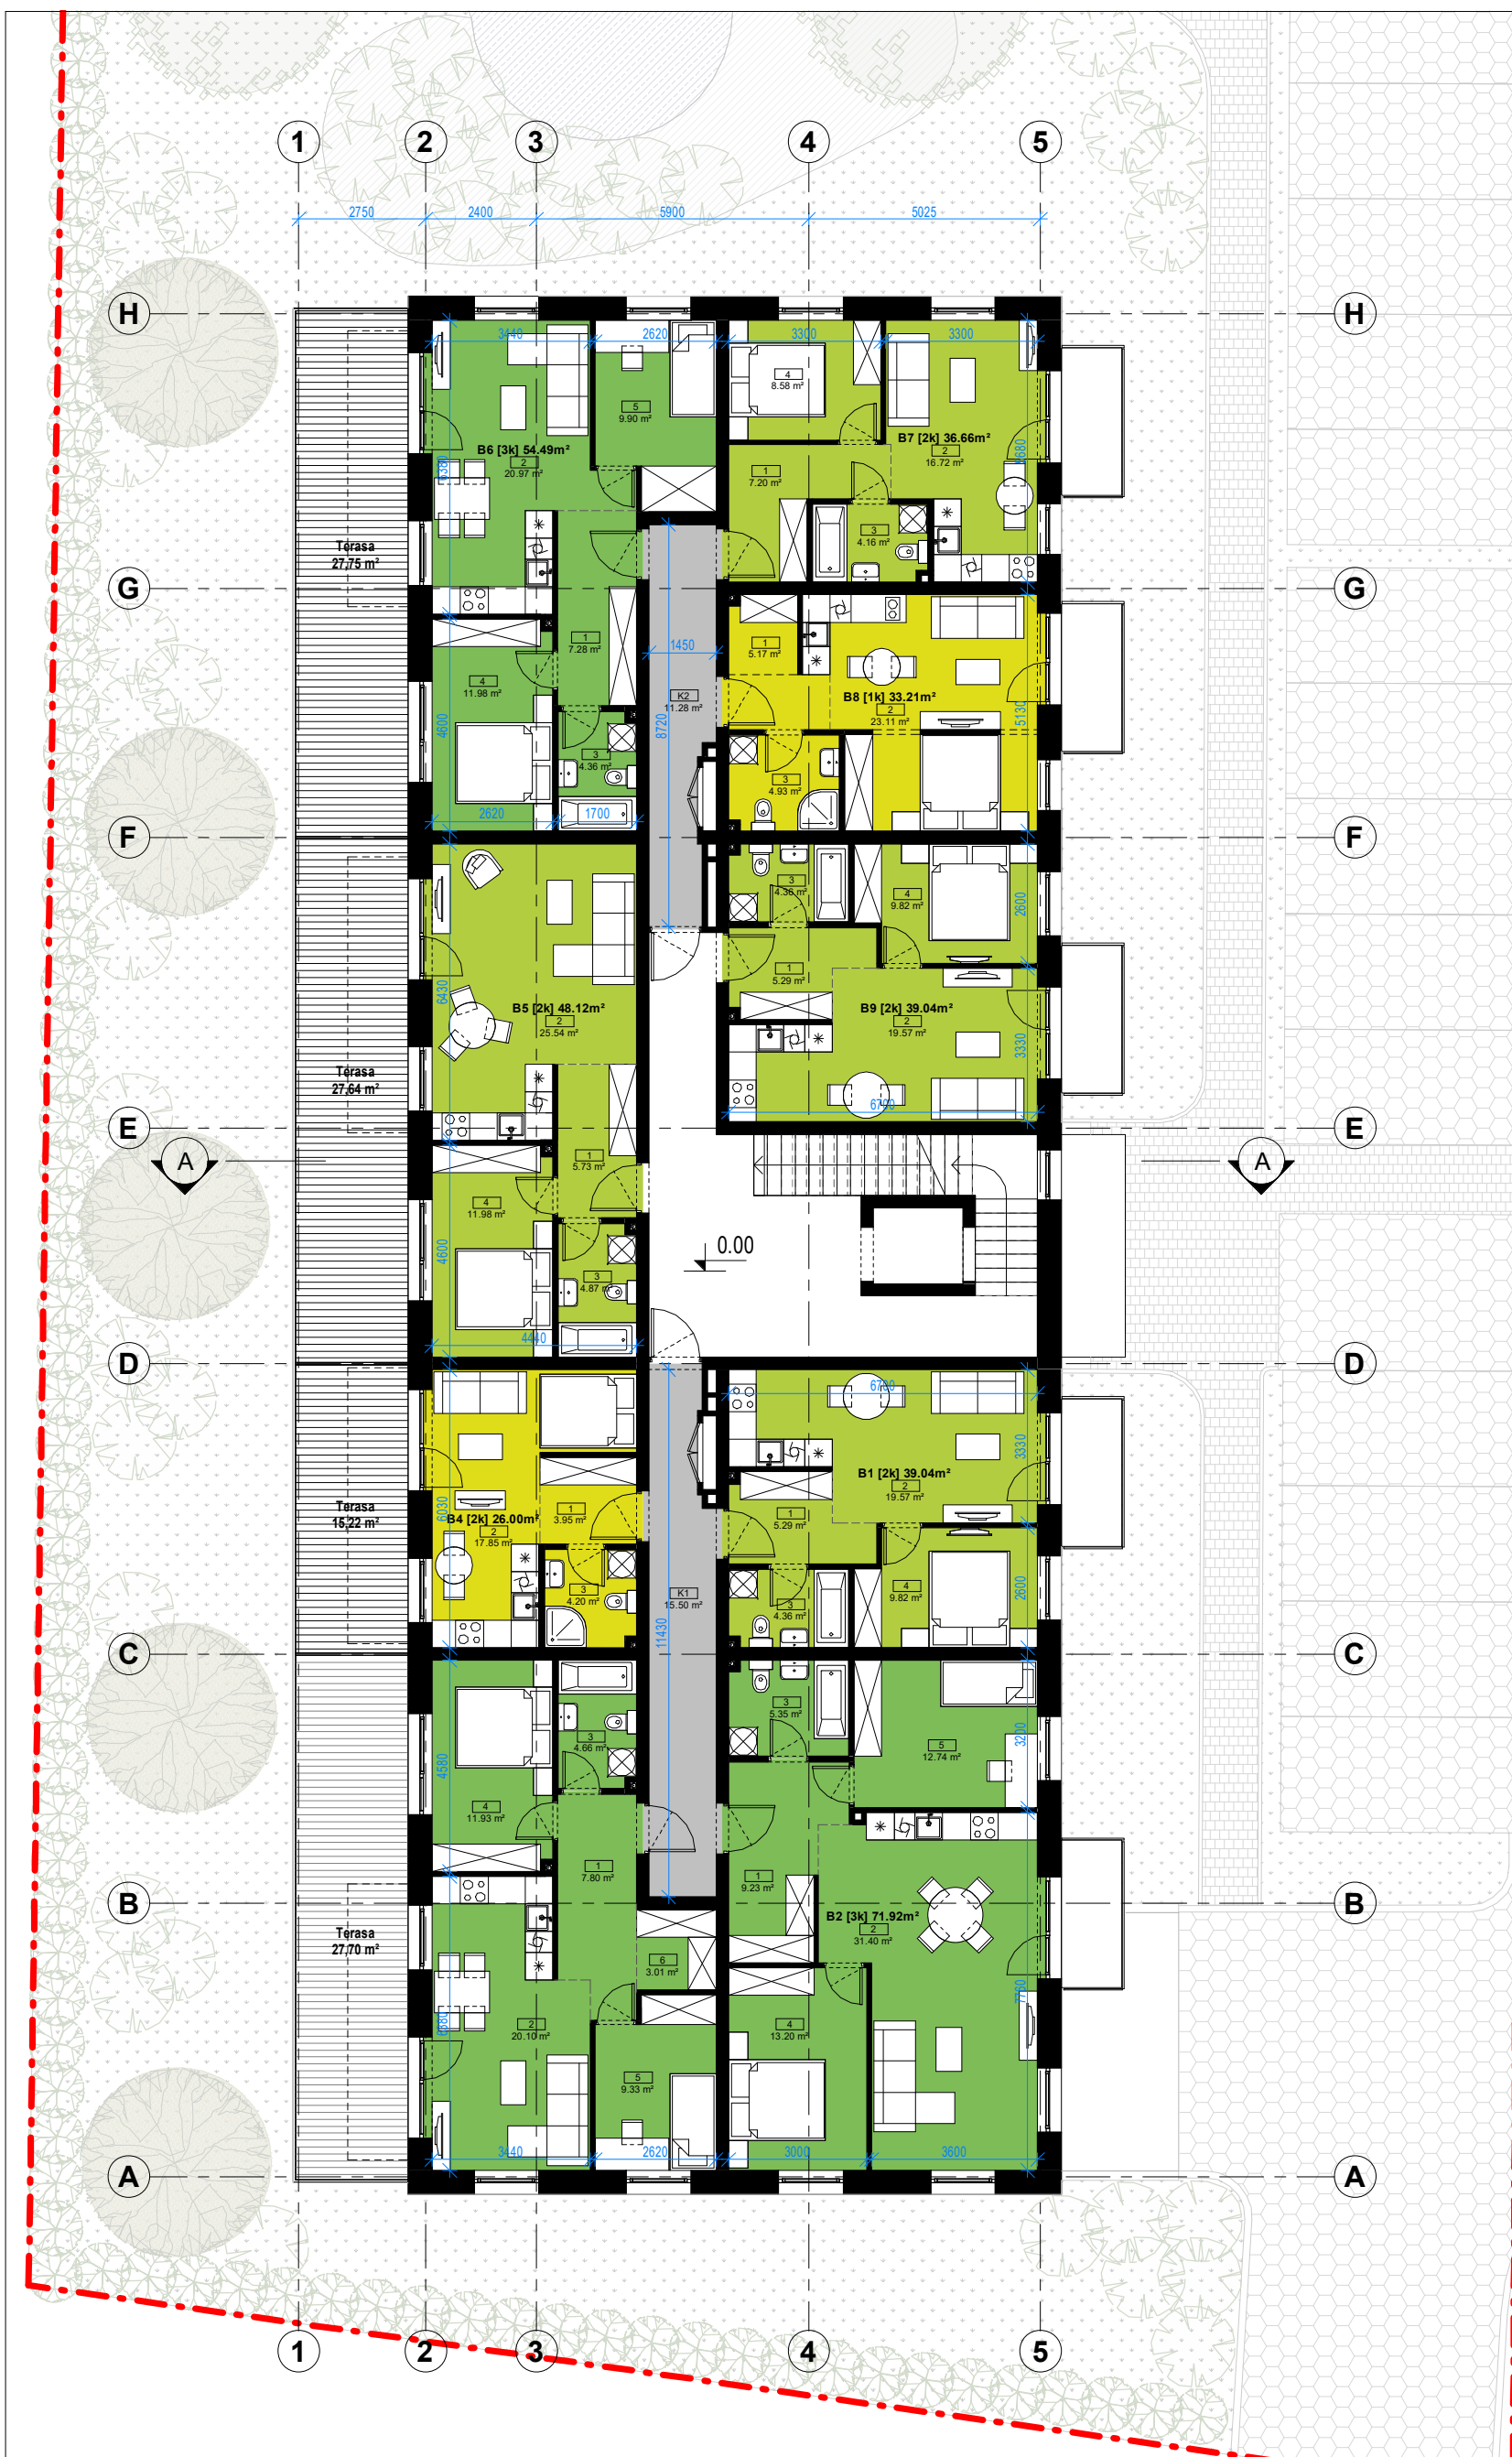 1
2
3
4
5
2750
2400
5900
5025
H
H
3440
2620
3300
3300
4
8.58 m²
5
9.90 m²
B6 [3k] 54.49m²
2
20.97 m²
6380
B7 [2k] 36.66m²
2
16.72 m²
5680
1
7.20 m²
3
4.16 m²
Terasa
27,75 m²
G
G
1
7.28 m²
1450
1
5.17 m²
4
11.98 m²
K2
11.28 m²
B8 [1k] 33.21m²
2
23.11 m²
5130
4600
8720
3
4.36 m²
3
4.93 m²
2620
1700
F
F
3
4.36 m²
4
9.82 m²
2600
Terasa
27,64 m²
6430
B5 [2k] 48.12m²
2
25.54 m²
1
5.29 m²
B9 [2k] 39.04m²
2
19.57 m²
3330
6700
E
E
A
A
1
5.73 m²
4
11.98 m²
4600
3
4.87 m²
0.00
4440
D
D
6700
3330
B1 [2k] 39.04m²
2
19.57 m²
Terasa
15,22 m²
6030
B4 [2k] 26.00m²
2
17.85 m²
1
3.95 m²
1
5.29 m²
3
4.20 m²
K1
15.50 m²
11430
3
4.36 m²
4
9.82 m²
2600
C
C
3
4.66 m²
3
5.35 m²
5
12.74 m²
3200
4580
4
11.93 m²
1
7.80 m²
1
9.23 m²
B
B
B2 [3k] 71.92m²
2
31.40 m²
Terasa
27,70 m²
6
3.01 m²
7760
6380
2
20.10 m²
4
13.20 m²
5
9.33 m²
3440
2620
3000
3600
A
A
1
2
3
4
5